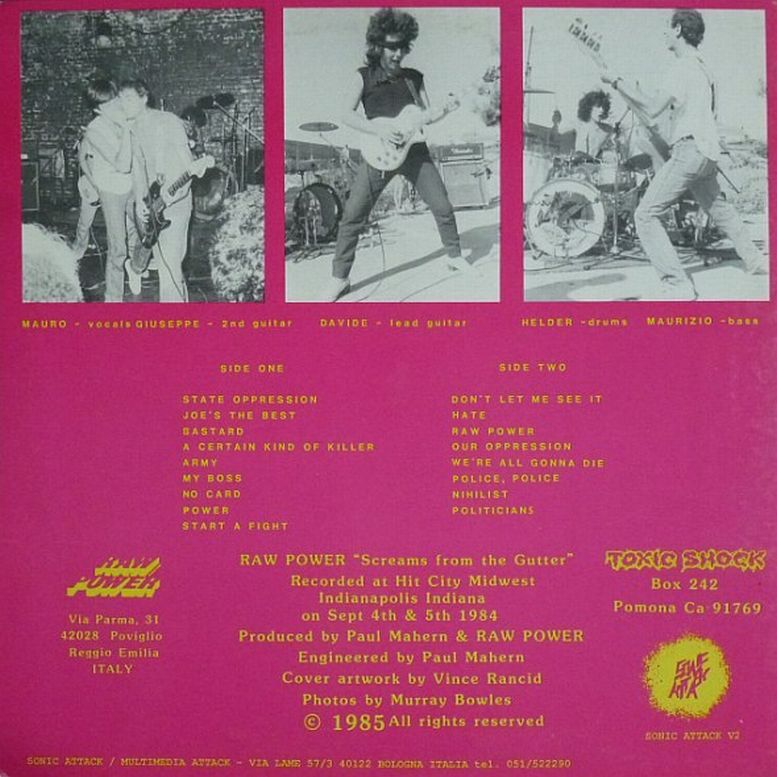 MAURO - vocals GIUSEPPE - 2nd guitar DAVIDE - lead guitar HELDER -drums MAURIZIO -bass
SIDE ONE
STATE OPPRESSION
JOE'S THE BEST
BASTARD
A CERTAIN KIND OF KILLER
ARMY
MY BOSS
NO CARD
POWER
START A FIGHT
SIDE TWO
DON'T LET ME SEE IT
HATE
RAW POWER
OUR OPPRESSION
WE'RE ALL GONNA DIE
POLICE, POLICE
NIHILIST
POLITICIANS
RAW
POWER
Via Parma, 31
42028 Poviglio
Reggio Emilia
ITALY
RAW POWER "Screams from the Gutter"
Recorded at Hit City Midwest
Indianapolis Indiana
on Sept 4th & 5th 1984
Produced by Paul Mahern & RAW POWER
Engineered by Paul Mahern
Cover artwork by Vince Rancid
Photos by Murray Bowles
© 1985 All rights reserved
TOXIC SHOCK
Box 242
Pomona Ca 91769
SONIC ATTACK V2
SONIC ATTACK / MULTIMEDIA ATTACK - VIA LAME 57/3 40122 BOLOGNA ITALIA tel. 051/522290